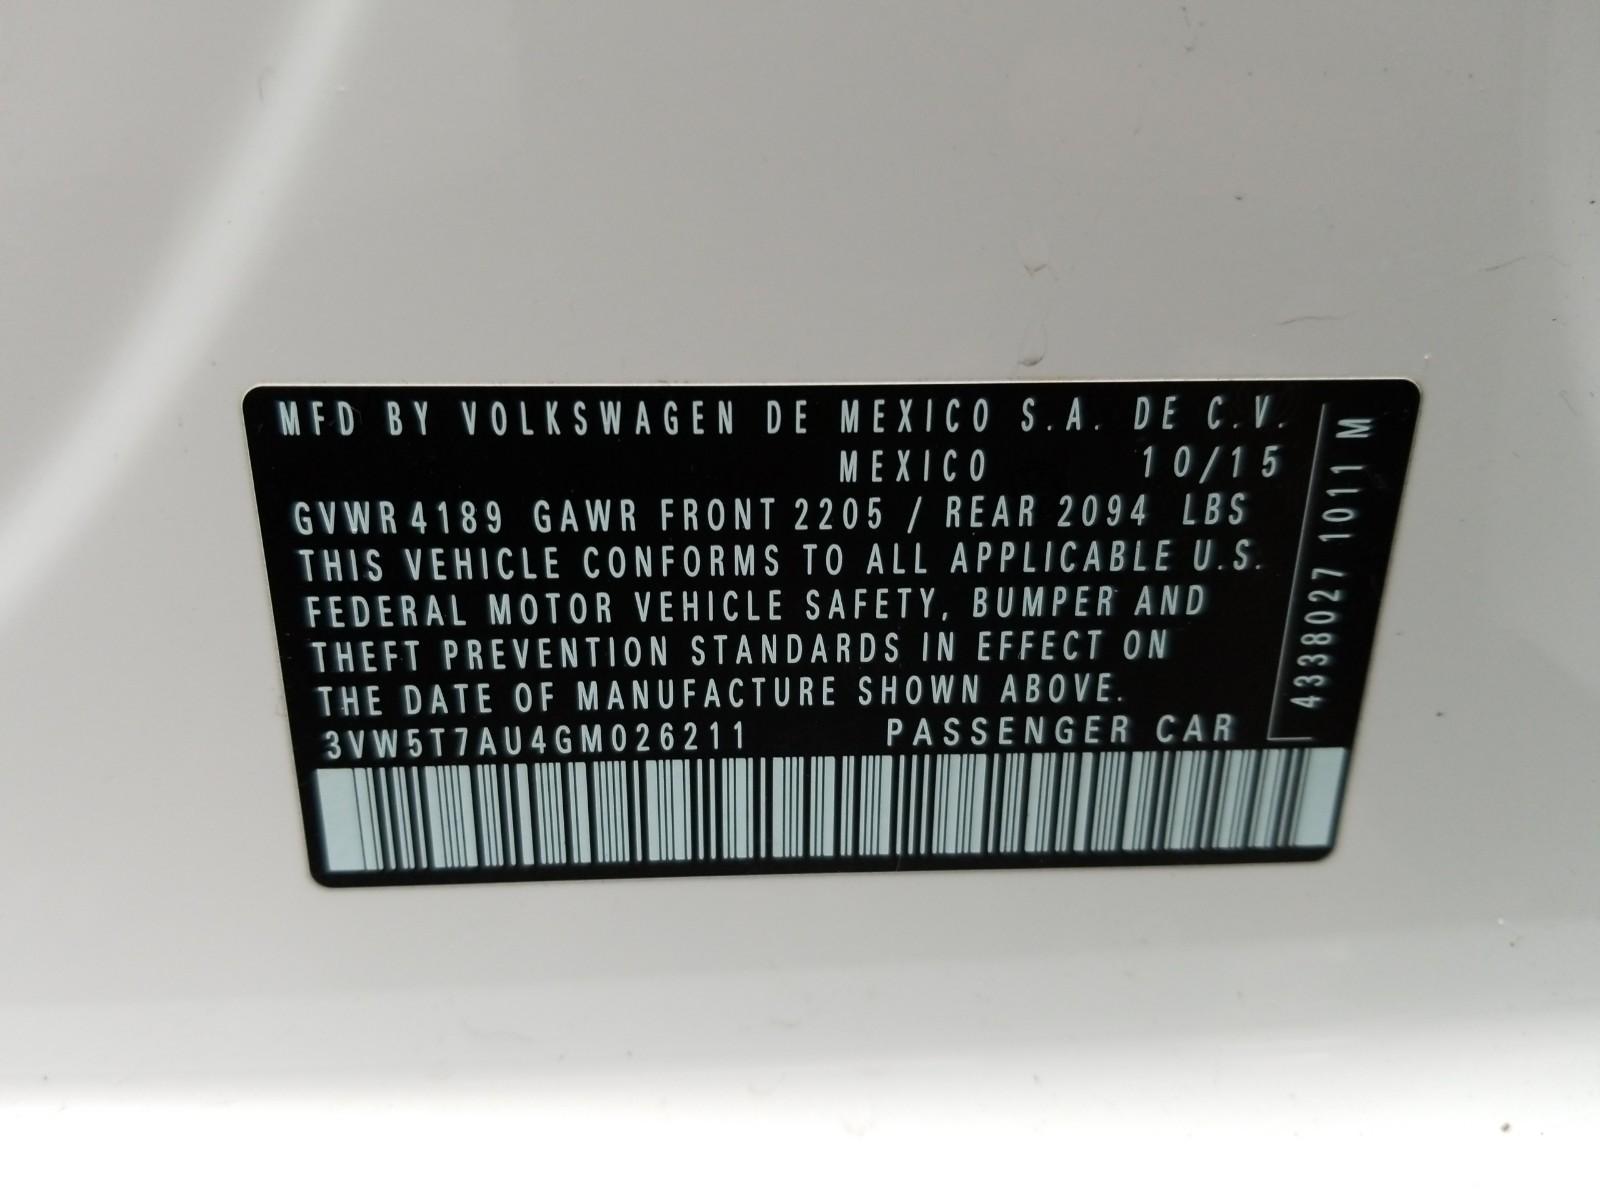 MFD BY VOLKSWAGEN DE MEXICO S.A. DE C.V.
MEXICO 10/15
GVWR 4189 GAWR FRONT 2205 / REAR 2094 LBS
THIS VEHICLE CONFORMS TO ALL APPLICABLE U.S.
FEDERAL MOTOR VEHICLE SAFETY, BUMPER AND
THEFT PREVENTION STANDARDS IN EFFECT ON
THE DATE OF MANUFACTURE SHOWN ABOVE.
3VW5T7AU4GM026211 PASSENGER CAR
4338027 1011 M